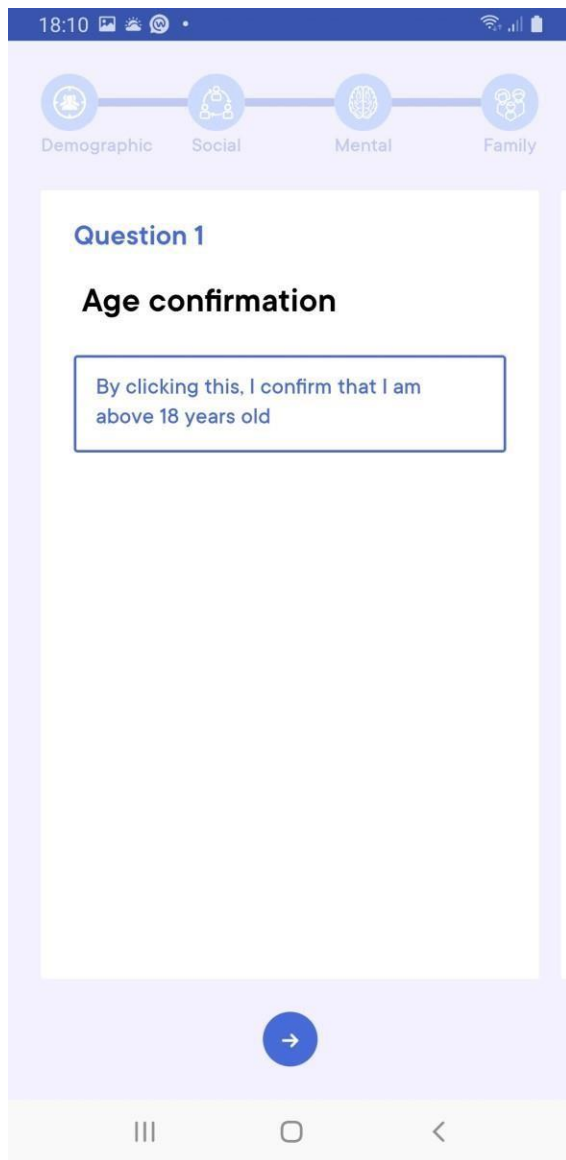 18:10
Demographic Social Mental Family
Question 1
Age confirmation
By clicking this, I confirm that I am
above 18 years old